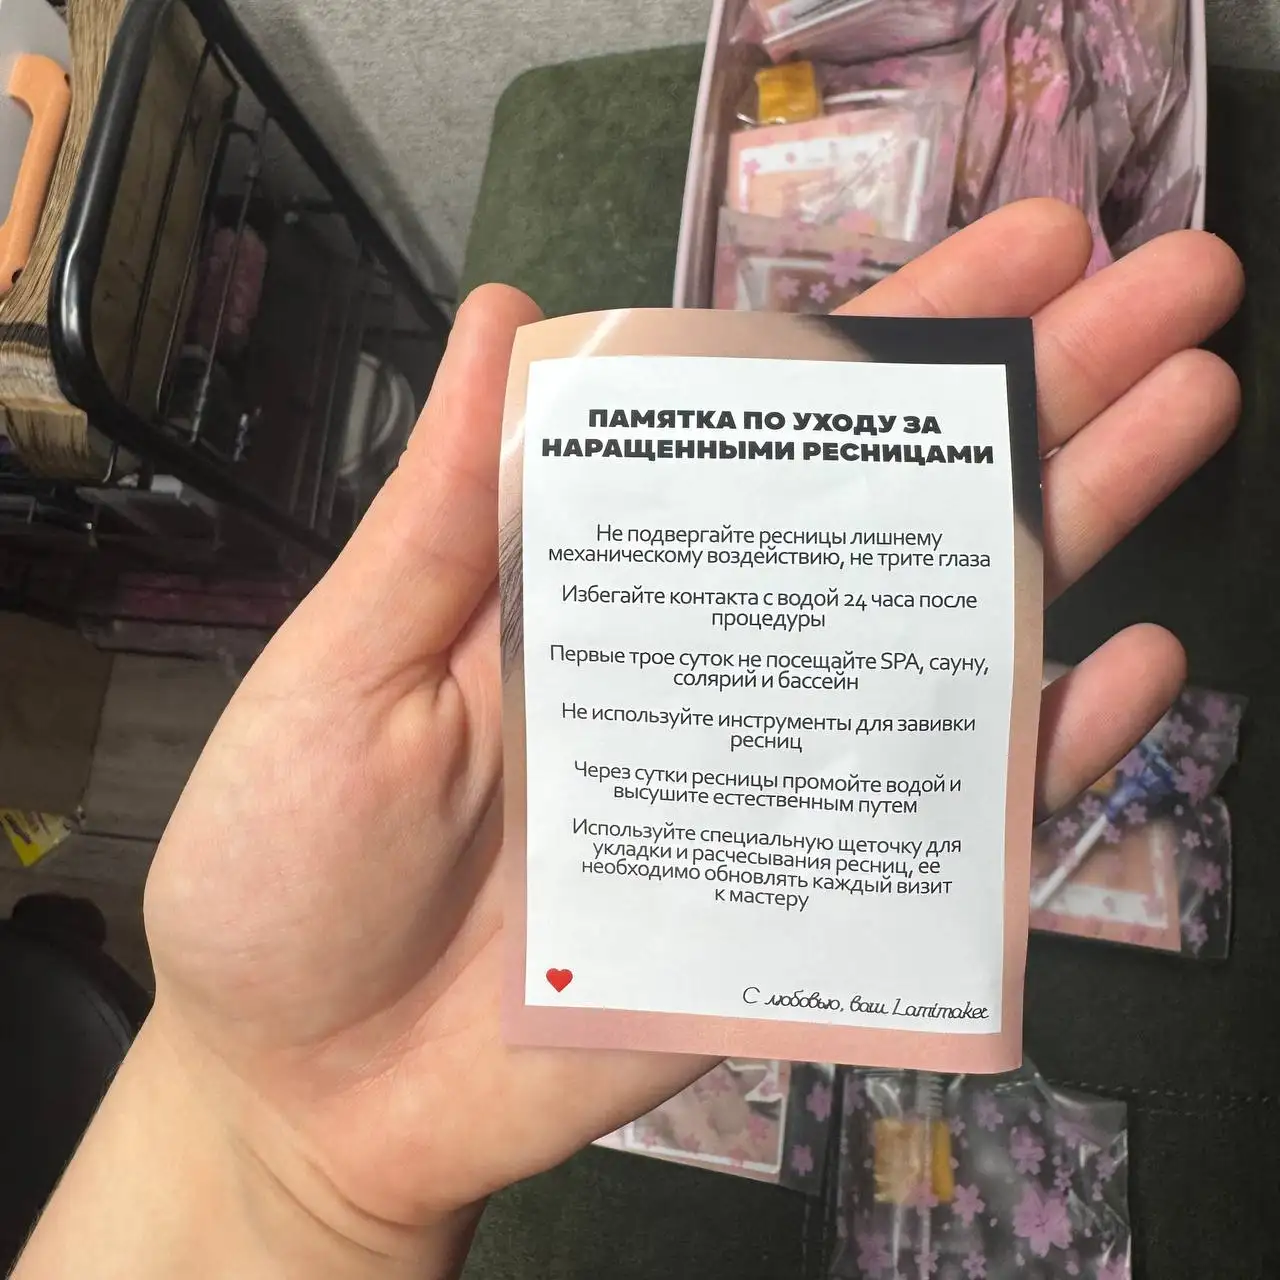 ПАМЯТКА ПО УХОДУ ЗА
НАРАЩЕННЫМИ РЕСНИЦАМИ
Не подвергайте ресницы лишнему
механическому воздействию, не трите глаза
Избегайте контакта с водой 24 часа после
процедуры
Первые трое суток не посещайте SPA, сауну,
солярий и бассейн
Не используйте инструменты для завивки
ресниц
Через сутки ресницы промойте водой и
высушите естественным путем
Используйте специальную щеточку для
укладки и расчесывания ресниц, ее
необходимо обновлять каждый визит
к мастеру
С любовью, ваш Lamimaker